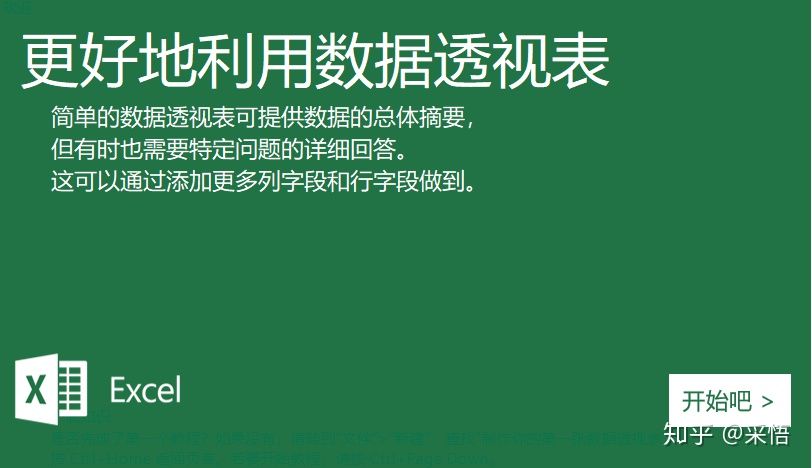 更好地利用数据透视表
简单的数据透视表可提供数据的总体摘要，
但有时也需要特定问题的详细回答。
这可以通过添加更多列字段和行字段做到。
Excel
开始吧 >
知乎 @采悟